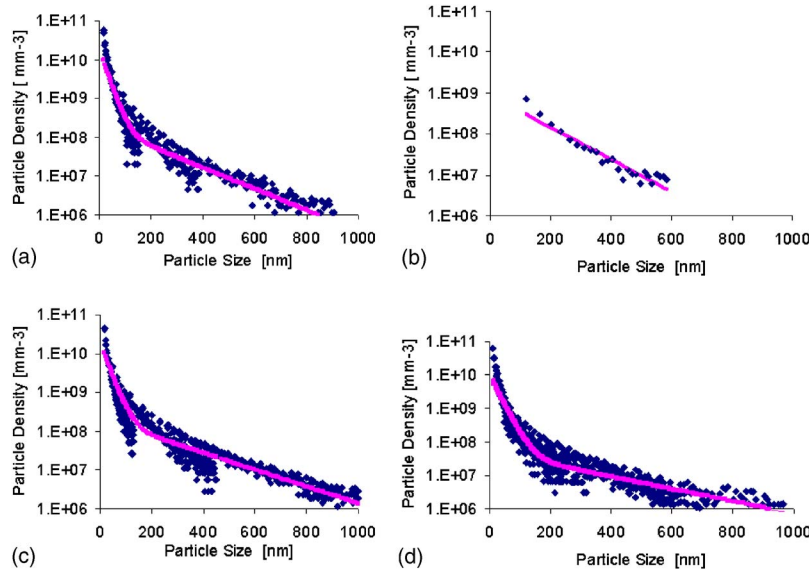 1.E+11
1.E+10
1.E+09
1.E+08
1.E+07
1.E+06
Particle Density [ mm-3]
0 200 400 600 800 1000
Particle Size [nm]
(a)
1.E+11
1.E+10
1.E+09
1.E+08
1.E+07
1.E+06
Particle Density [ mm-3]
0 200 400 600 800 1000
Particle Size [nm]
(b)
1.E+11
1.E+10
1.E+09
1.E+08
1.E+07
1.E+06
Particle Density [mm-3]
0 200 400 600 800 1000
Particle Size [nm]
(c)
1.E+11
1.E+10
1.E+09
1.E+08
1.E+07
1.E+06
Particle Density [mm-3]
0 200 400 600 800 1000
Particle Size [nm]
(d)